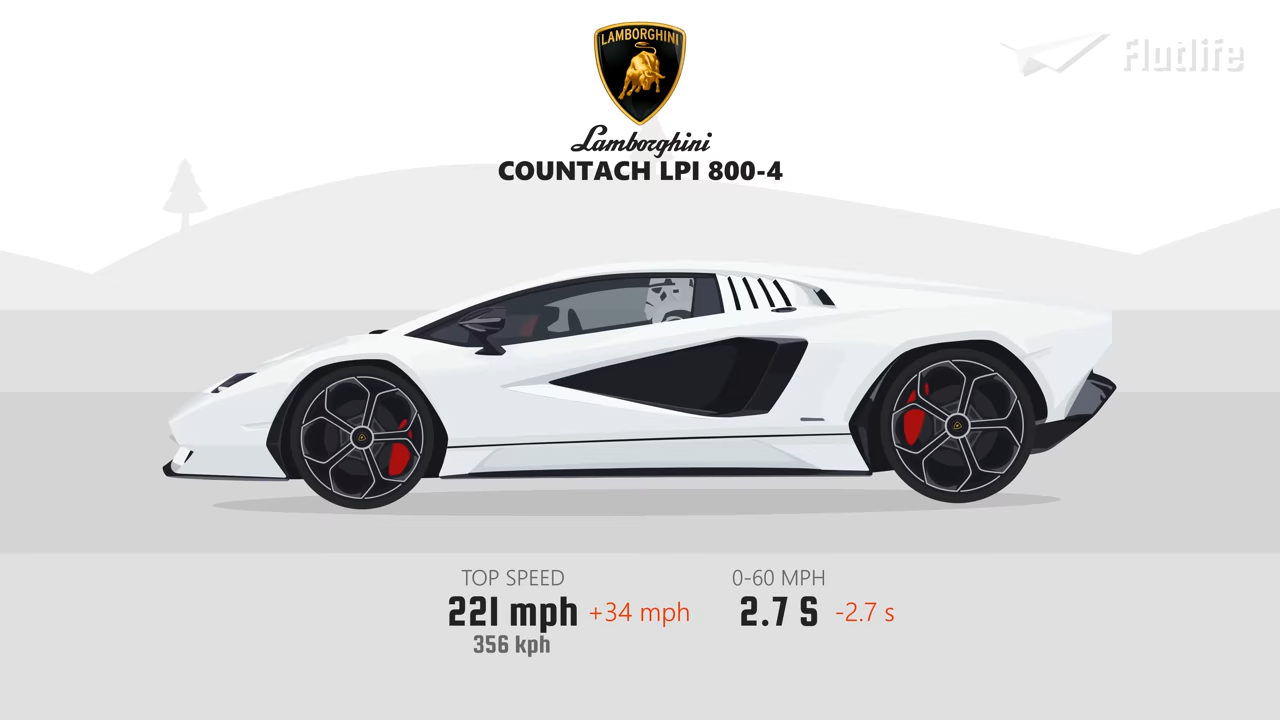 LAMBORGHINI
Flutlife
Lamborghini
COUNTACH LPI 800-4
TOP SPEED
221 mph +34 mph
356 kph
0-60 MPH
2.7 S -2.7 s